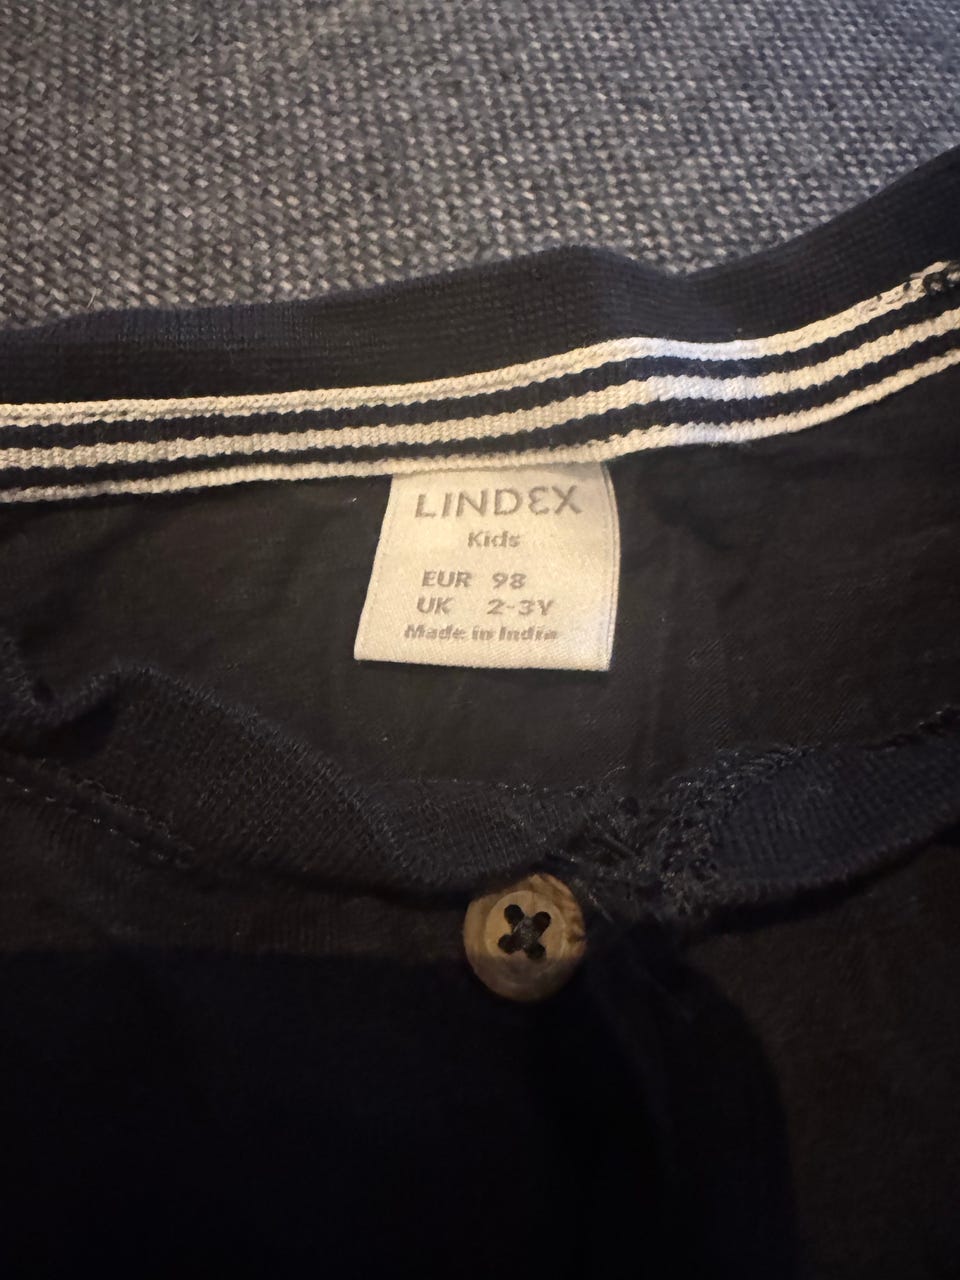 LINDEX
Kids
EUR 98
UK 2-3Y
Made in India